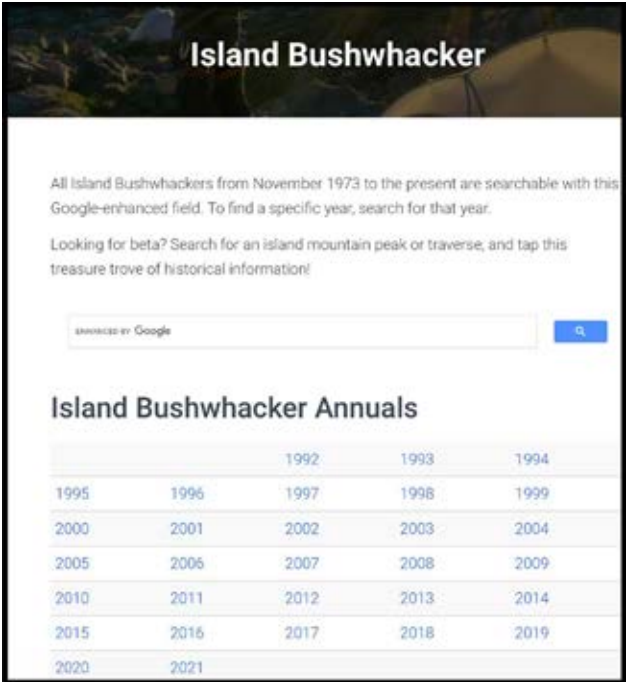 Island Bushwhacker
All Island Bushwhackers from November 1973 to the present are searchable with this
Google-enhanced field. To find a specific year, search for that year.
Looking for beta? Search for an island mountain peak or traverse, and tap this
treasure trove of historical information!
ENHANCED BY Google
Island Bushwhacker Annuals
1992 1993 1994
1995 1996 1997 1998 1999
2000 2001 2002 2003 2004
2005 2006 2007 2008 2009
2010 2011 2012 2013 2014
2015 2016 2017 2018 2019
2020 2021